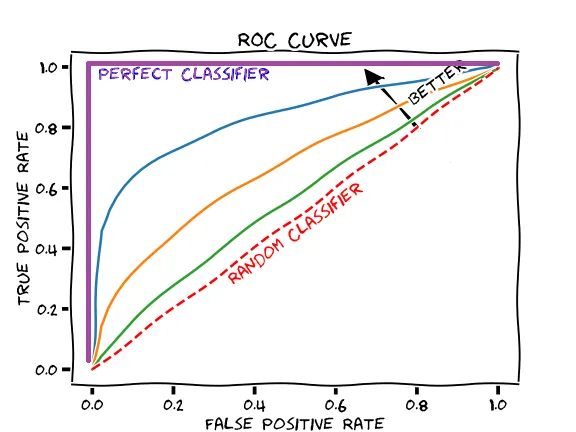 ROC CURVE
1.0
PERFECT CLASSIFIER
BETTER
0.8
0.6
0.4
0.2
0.0
TRUE POSITIVE RATE
RANDOM CLASSIFIER
0.0 0.2 0.4 0.6 0.8 1.0
FALSE POSITIVE RATE